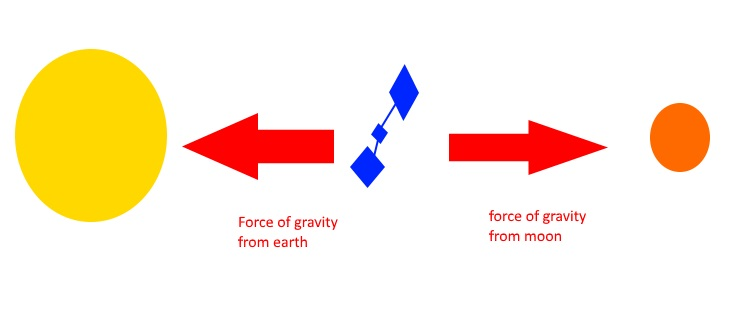 Force of gravity
from earth
force of gravity
from moon